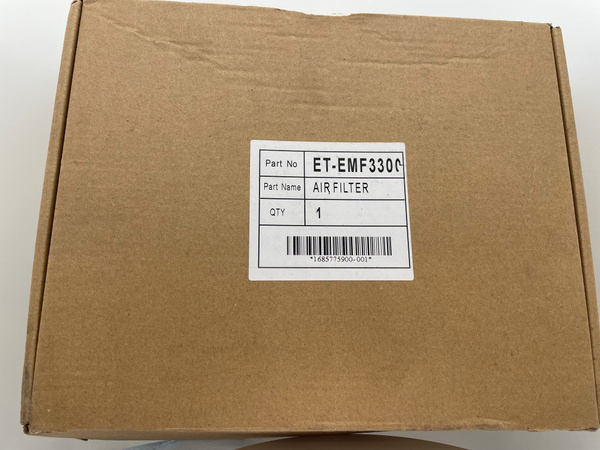 Part No ET-EMF3300
Part Name AIR FILTER
QTY 1
*1685775900-001*